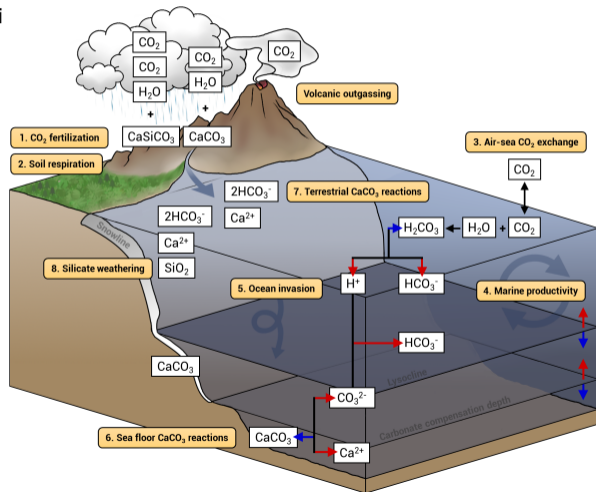 i
CO₂
CO₂
CO₂
CO₂
H₂O
H₂O
+
+
Volcanic outgassing
1. CO₂ fertilization
CaSiCO₃
CaCO₃
3. Air-sea CO₂ exchange
2. Soil respiration
CO₂
2HCO₃⁻
7. Terrestrial CaCO₃ reactions
2HCO₃⁻
Ca²⁺
Snowline
H₂CO₃
H₂O + CO₂
Ca²⁺
8. Silicate weathering
SiO₂
5. Ocean invasion
H⁺
HCO₃⁻
4. Marine productivity
HCO₃⁻
CaCO₃
Lysocline
CO₃²⁻
Carbonate compensation depth
6. Sea floor CaCO₃ reactions
CaCO₃
Ca²⁺